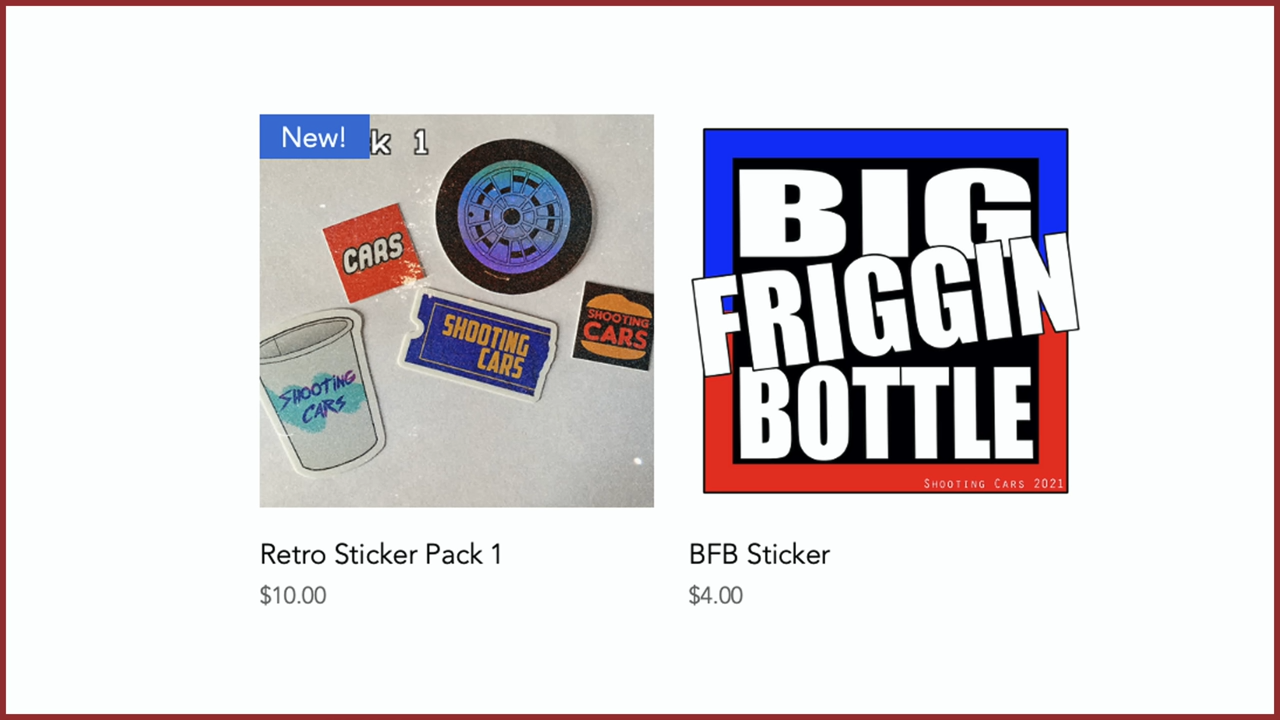 New!
k 1
CARS
SHOOTING
CARS
SHOOTING
CARS
SHOOTING
CARS
BIG
FRIGGIN
BOTTLE
Shooting Cars 2021
Retro Sticker Pack 1
$10.00
BFB Sticker
$4.00